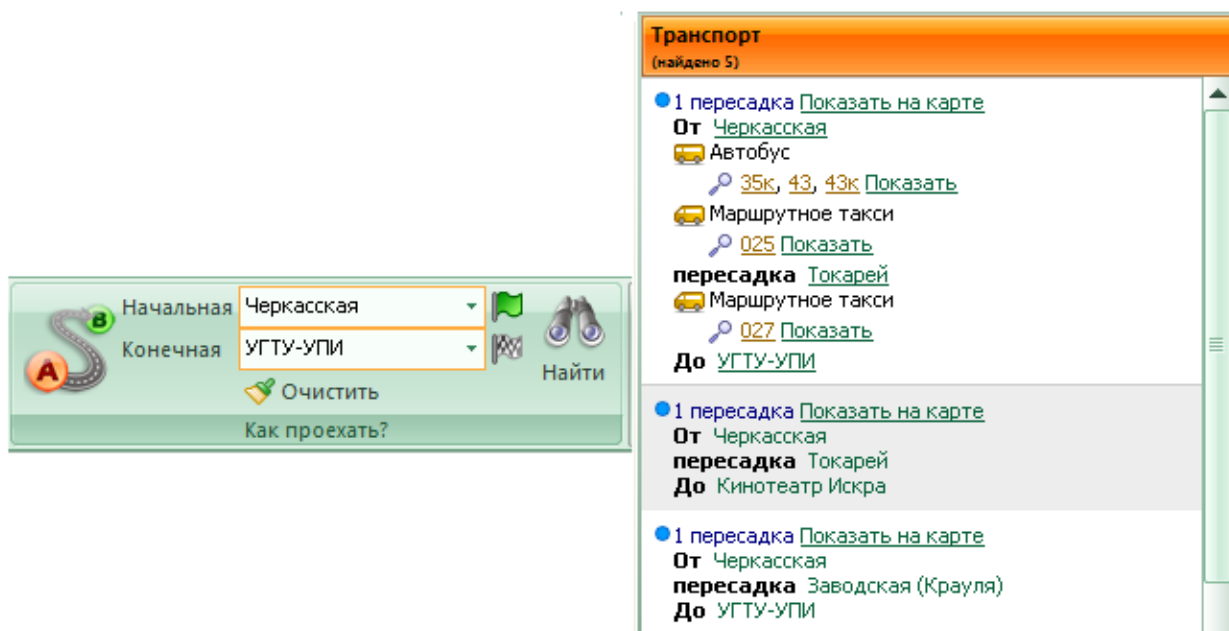 Начальная Черкасская
Конечная УГТУ-УПИ
Найти
Очистить
Как проехать?
A
B
Транспорт
(найдено 5)
1 пересадка Показать на карте
От Черкасская
Автобус
35к, 43, 43к Показать
Маршрутное такси
025 Показать
пересадка Токарей
Маршрутное такси
027 Показать
До УГТУ-УПИ
1 пересадка Показать на карте
От Черкасская
пересадка Токарей
До Кинотеатр Искра
1 пересадка Показать на карте
От Черкасская
пересадка Заводская (Крауля)
До УГТУ-УПИ